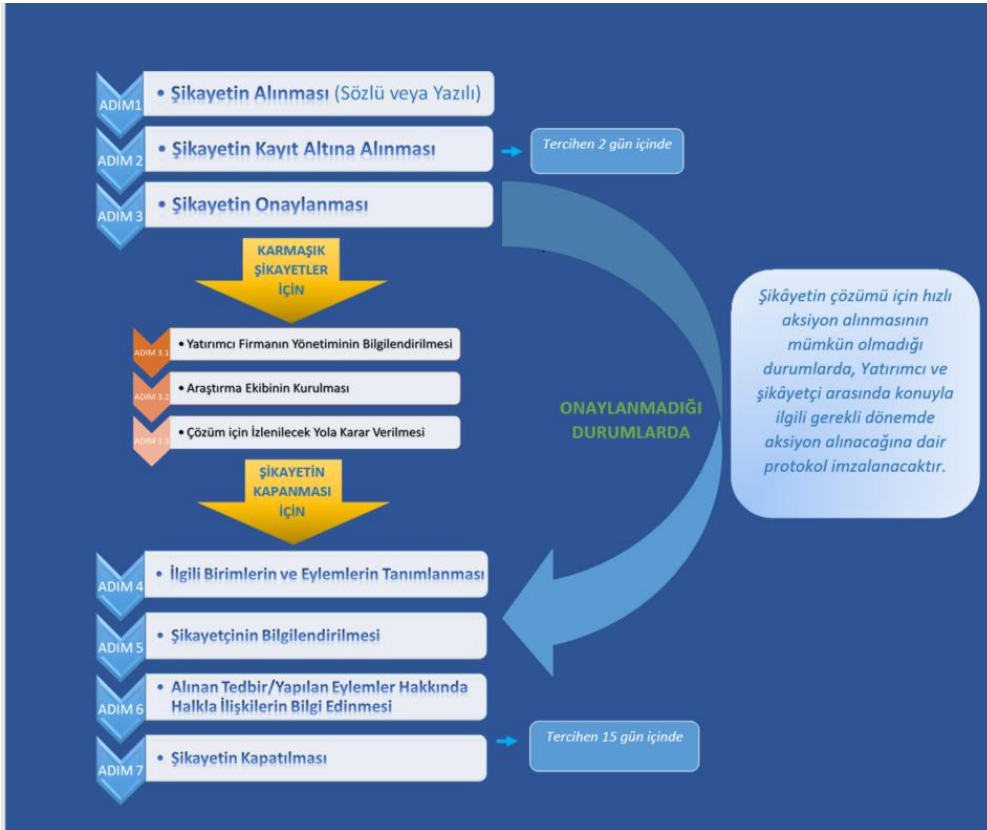 ADIM1
• Şikayetin Alınması (Sözlü veya Yazılı)
ADIM 2
• Şikayetin Kayıt Altına Alınması
Tercihen 2 gün içinde
ADIM 3
• Şikayetin Onaylanması
KARMAŞIK
ŞİKAYETLER
İÇİN
ADIM 3.1
• Yatırımcı Firmanın Yönetiminin Bilgilendirilmesi
ADIM 3.2
• Araştırma Ekibinin Kurulması
ADIM 3.3
• Çözüm için İzlenilecek Yola Karar Verilmesi
ONAYLANMADIĞI
DURUMLARDA
Şikâyetin çözümü için hızlı
aksiyon alınmasının
mümkün olmadığı
durumlarda, Yatırımcı ve
şikâyetçi arasında konuyla
ilgili gerekli dönemde
aksiyon alınacağına dair
protokol imzalanacaktır.
ŞİKAYETİN
KAPANMASI
İÇİN
ADIM 4
• İlgili Birimlerin ve Eylemlerin Tanımlanması
ADIM 5
• Şikayetçinin Bilgilendirilmesi
ADIM 6
• Alınan Tedbir/Yapılan Eylemler Hakkında
Halkla İlişkilerin Bilgi Edinmesi
ADIM 7
• Şikayetin Kapatılması
Tercihen 15 gün içinde